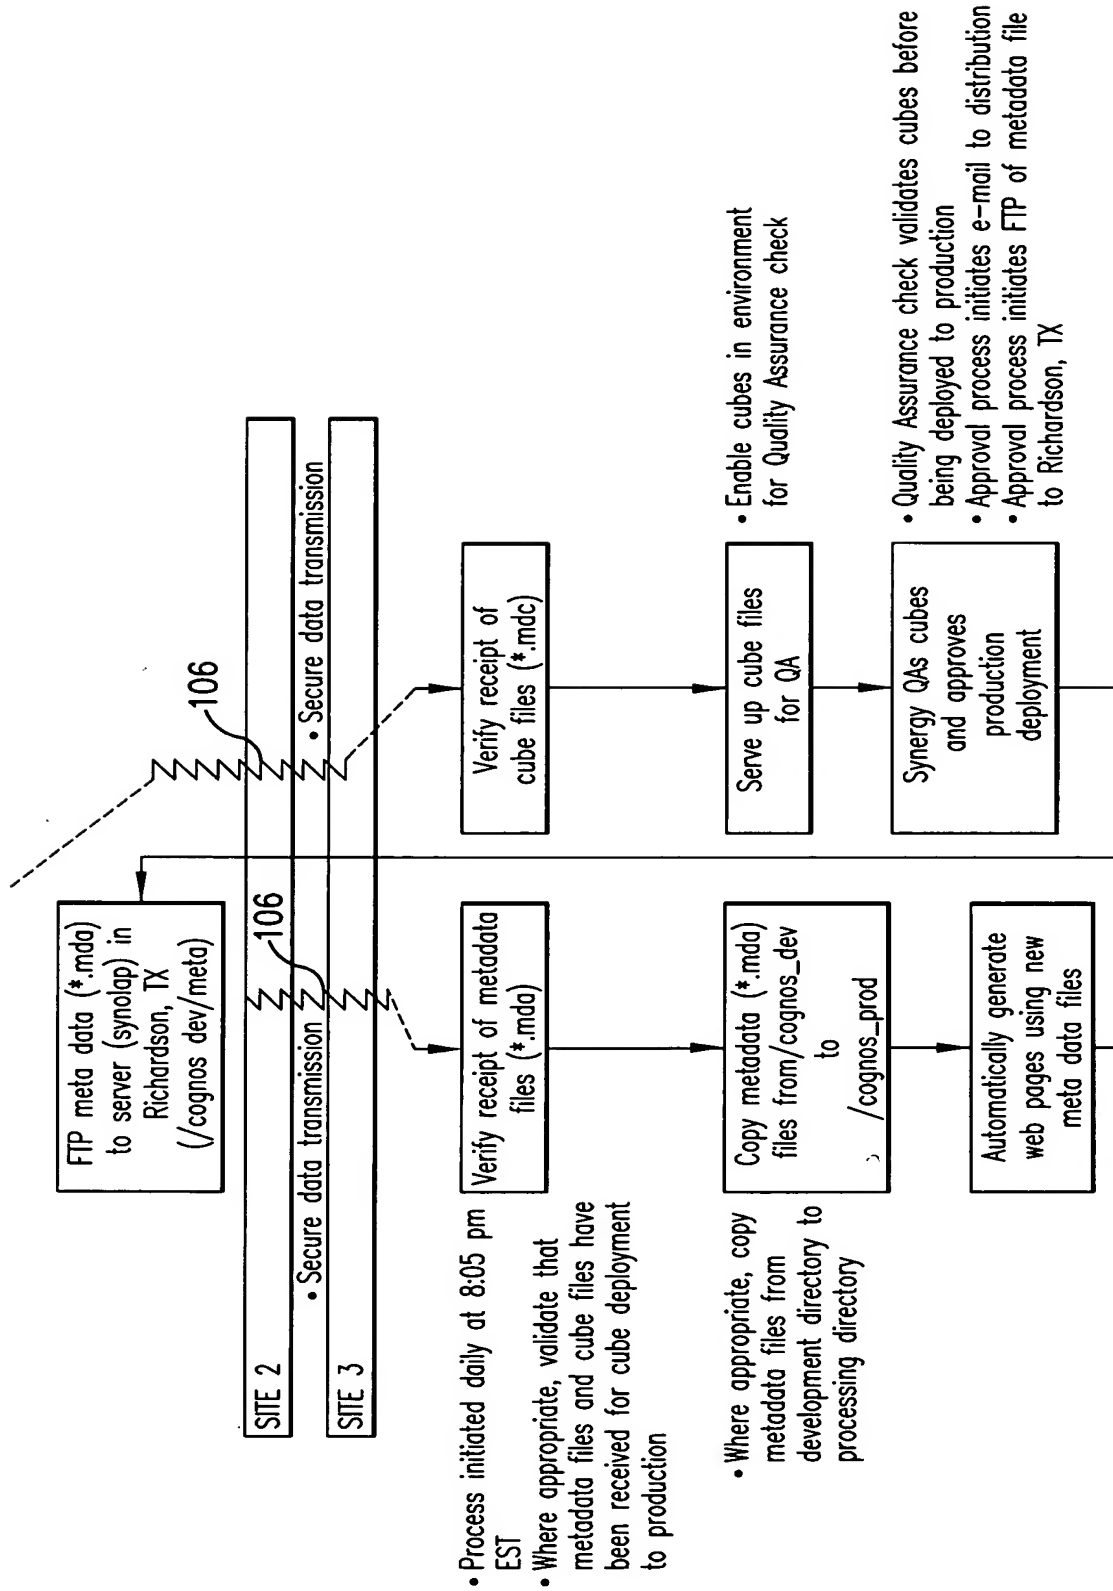 FTP meta data (*.mda)
to server (synolap) in
Richardson, TX
(/cognos dev/meta)
106
106
SITE 2
• Secure data transmission
• Secure data transmission
SITE 3
• Process initiated daily at 8:05 pm
EST
• Where appropriate, validate that
metadata files and cube files have
been received for cube deployment
to production
Verify receipt of metadata
files (*.mda)
Verify receipt of
cube files (*.mdc)
• Where appropriate, copy
metadata files from
development directory to
processing directory
Copy metadata (*.mda)
files from/cognos_dev
to
/cognos_prod
Serve up cube files
for QA
• Enable cubes in environment
for Quality Assurance check
Automatically generate
web pages using new
meta data files
Synergy QAs cubes
and approves
production
deployment
• Quality Assurance check validates cubes before
being deployed to production
• Approval process initiates e-mail to distribution
• Approval process initiates FTP of metadata file
to Richardson, TX